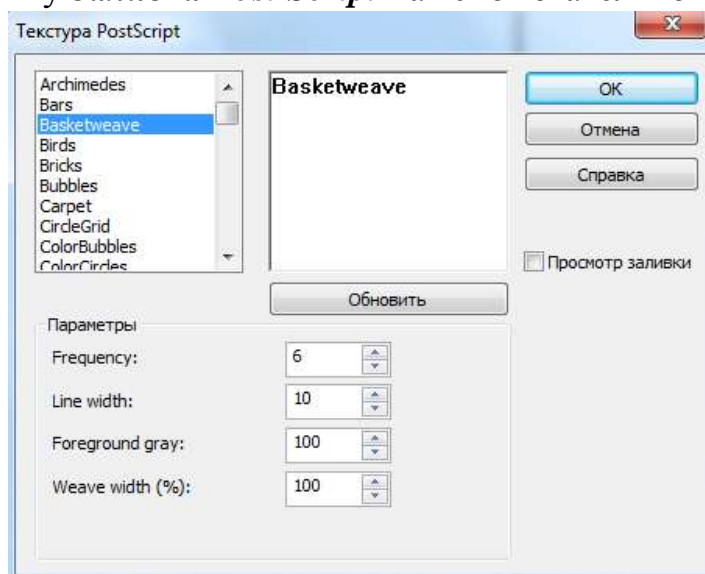 Текстура PostScript
Archimedes
Bars
Basketweave
Birds
Bricks
Bubbles
Carpet
CircleGrid
ColorBubbles
ColorCircles
Basketweave
OK
Отмена
Справка
Просмотр заливки
Обновить
Параметры
Frequency:
6
Line width:
10
Foreground gray:
100
Weave width (%):
100